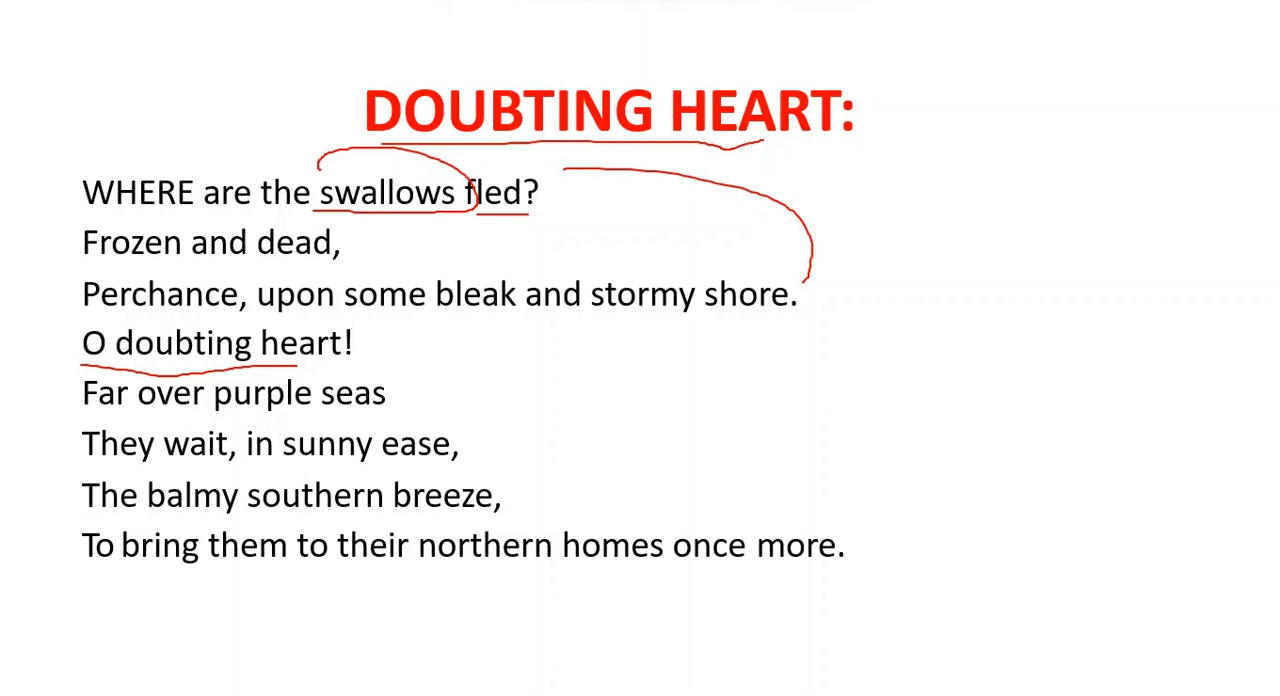 DOUBTING HEART:
WHERE are the swallows fled?
Frozen and dead,
Perchance, upon some bleak and stormy shore.
O doubting heart!
Far over purple seas
They wait, in sunny ease,
The balmy southern breeze,
To bring them to their northern homes once more.